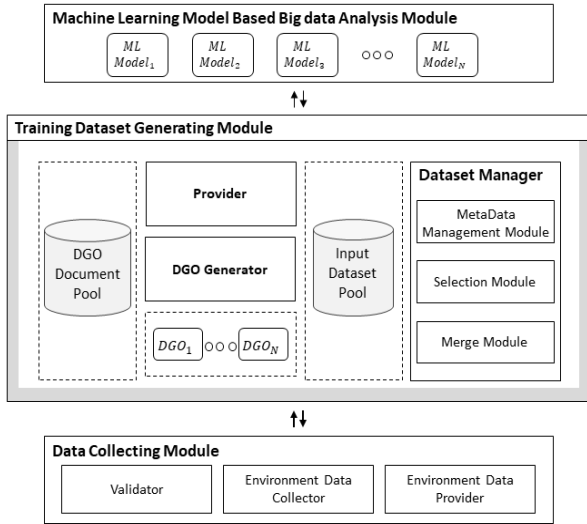 Machine Learning Model Based Big data Analysis Module
ML Model₁
ML Model₂
ML Model₃
ML Model_N
Training Dataset Generating Module
DGO
Document
Pool
Provider
DGO Generator
DGO₁ DGO_N
Input
Dataset
Pool
Dataset Manager
MetaData
Management Module
Selection Module
Merge Module
Data Collecting Module
Validator
Environment Data
Collector
Environment Data
Provider